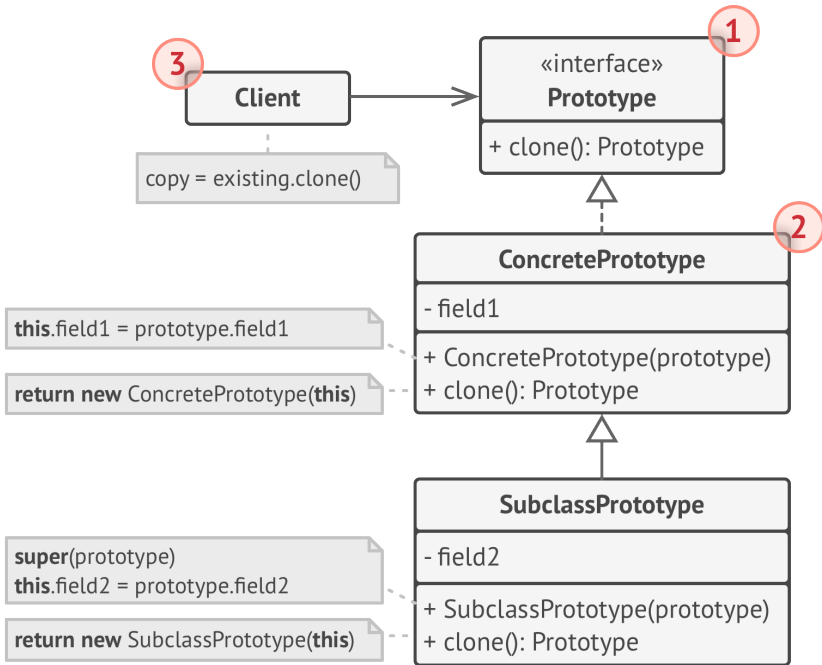 1
«interface»
Prototype
+ clone(): Prototype
3
Client
copy = existing.clone()
2
ConcretePrototype
- field1
+ ConcretePrototype(prototype)
+ clone(): Prototype
this.field1 = prototype.field1
return new ConcretePrototype(this)
SubclassPrototype
- field2
+ SubclassPrototype(prototype)
+ clone(): Prototype
super(prototype)
this.field2 = prototype.field2
return new SubclassPrototype(this)